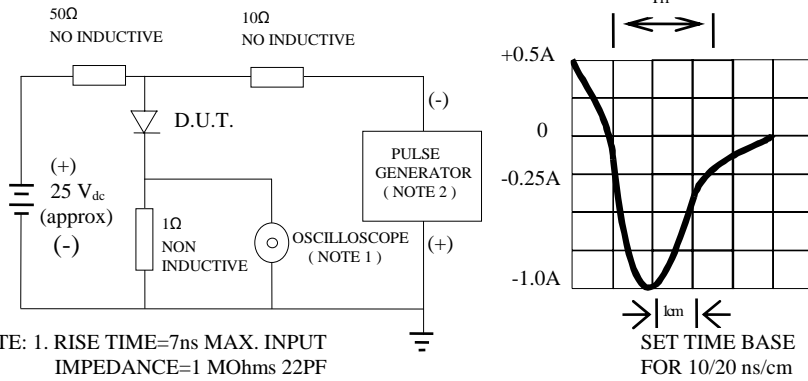 50Ω
NO INDUCTIVE
10Ω
NO INDUCTIVE
D.U.T.
(+)
25 Vdc
(approx)
(-)
1Ω
NON
INDUCTIVE
OSCILLOSCOPE
( NOTE 1 )
(-)
PULSE
GENERATOR
( NOTE 2 )
(+)
+0.5A
0
-0.25A
-1.0A
1cm
SET TIME BASE
FOR 10/20 ns/cm
TE: 1. RISE TIME=7ns MAX. INPUT
IMPEDANCE=1 MOhms 22PF